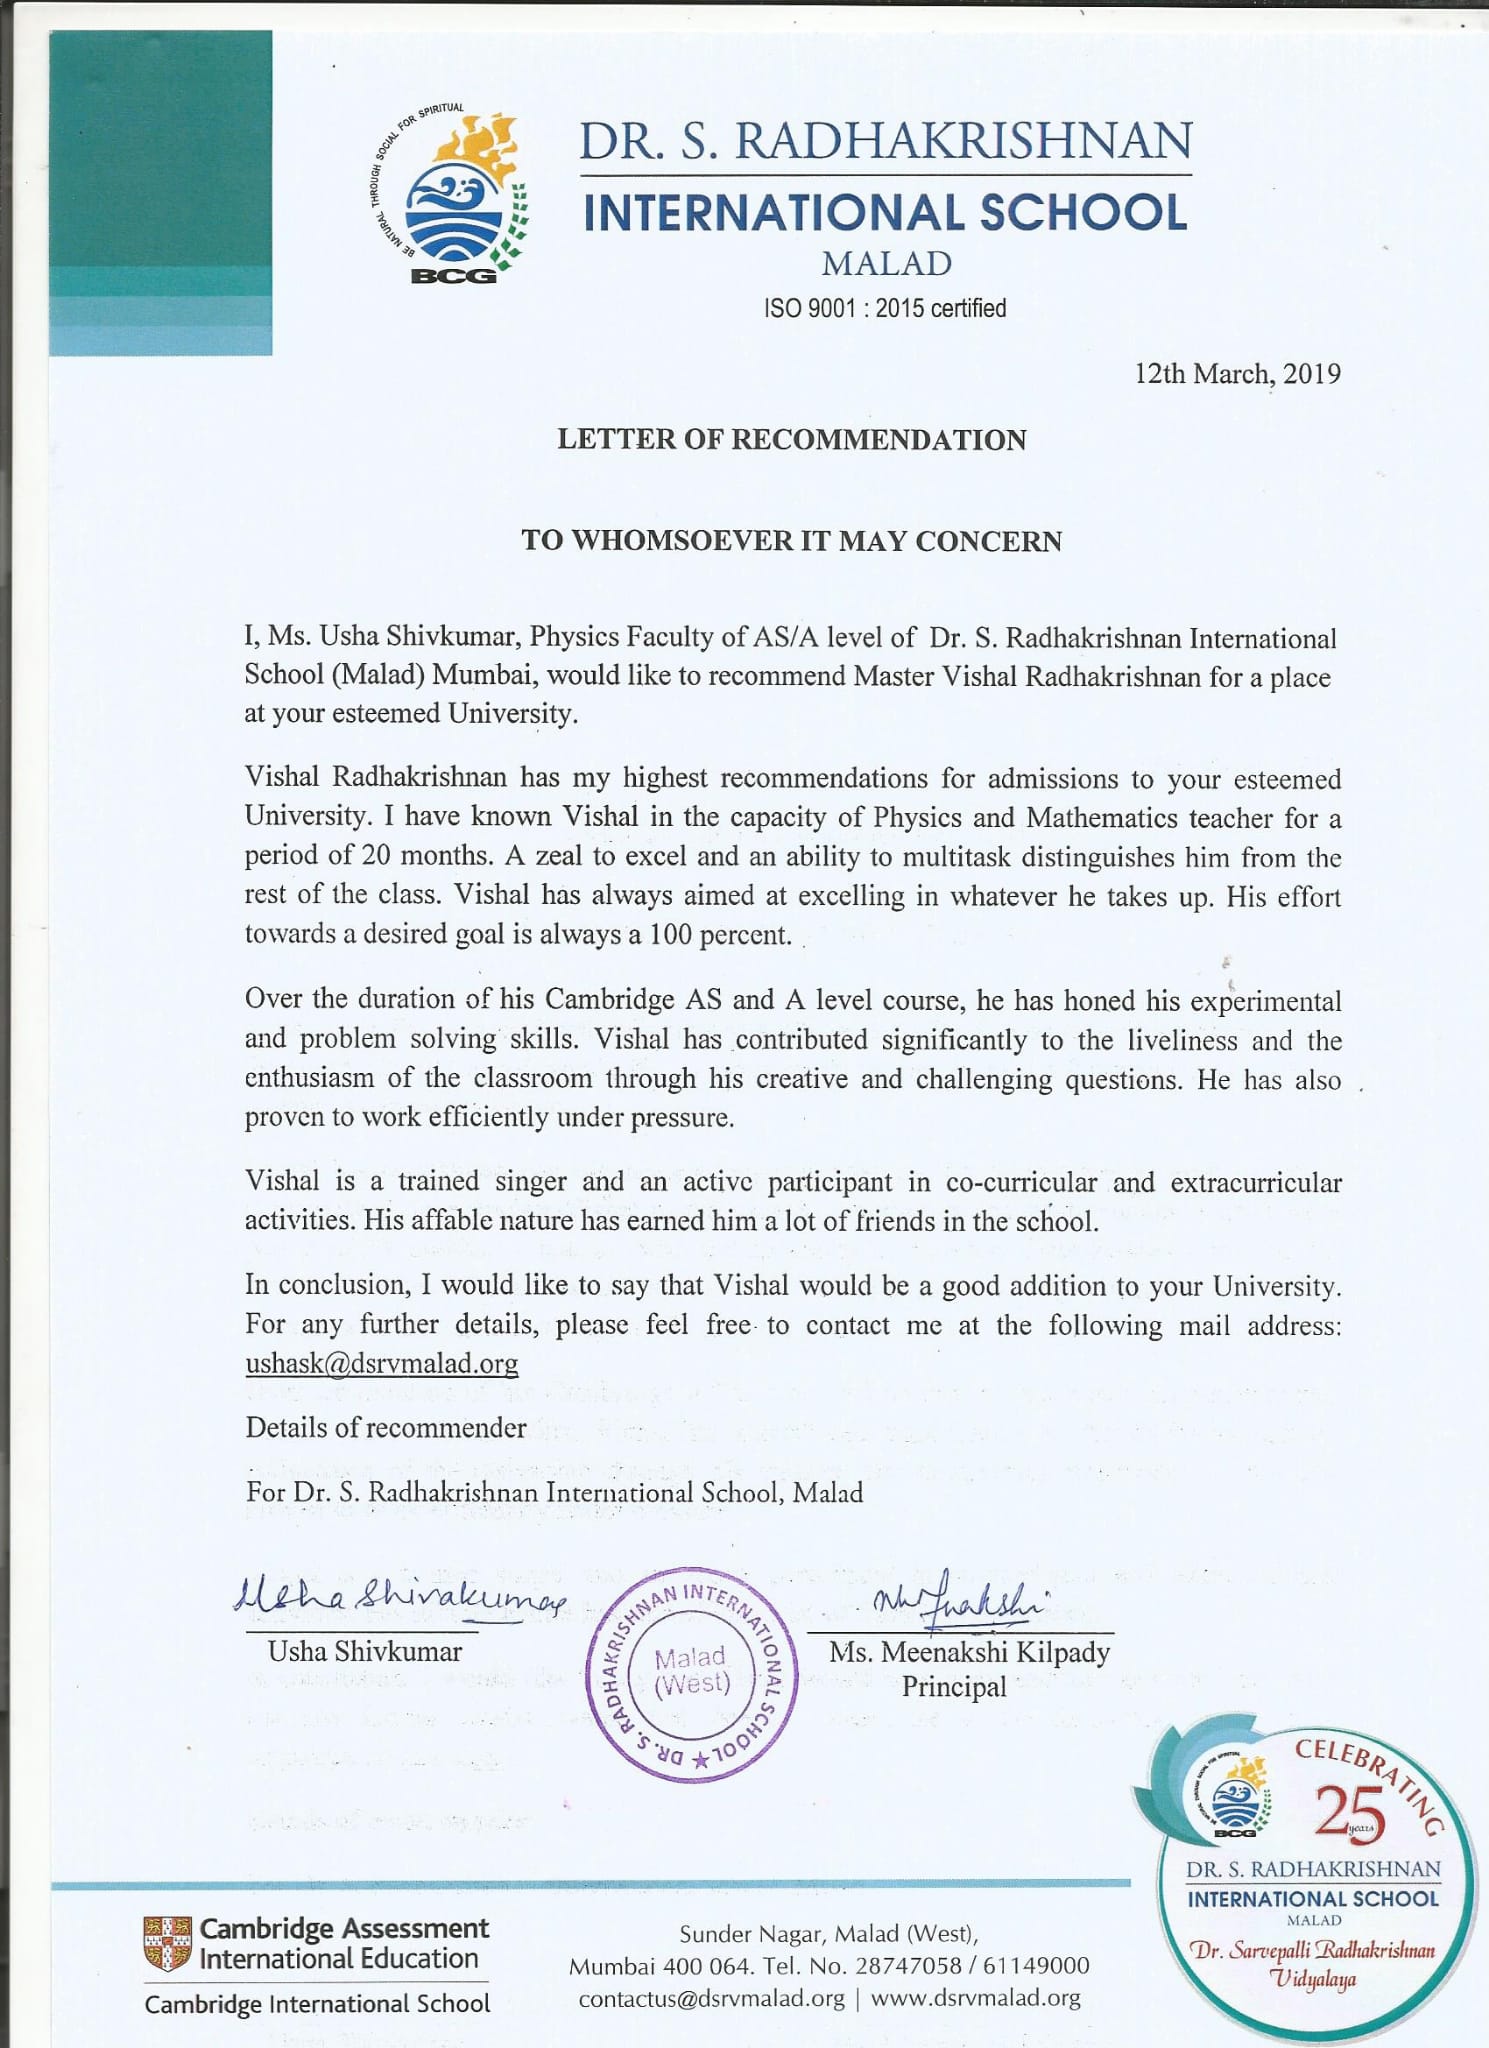 BE NATURAL THROUGH SOCIAL FOR SPIRITUAL
BCG
DR. S. RADHAKRISHNAN
INTERNATIONAL SCHOOL
MALAD
ISO 9001 : 2015 certified
12th March, 2019
LETTER OF RECOMMENDATION
TO WHOMSOEVER IT MAY CONCERN
I, Ms. Usha Shivkumar, Physics Faculty of AS/A level of Dr. S. Radhakrishnan International
School (Malad) Mumbai, would like to recommend Master Vishal Radhakrishnan for a place
at your esteemed University.
Vishal Radhakrishnan has my highest recommendations for admissions to your esteemed
University. I have known Vishal in the capacity of Physics and Mathematics teacher for a
period of 20 months. A zeal to excel and an ability to multitask distinguishes him from the
rest of the class. Vishal has always aimed at excelling in whatever he takes up. His effort
towards a desired goal is always a 100 percent.
Over the duration of his Cambridge AS and A level course, he has honed his experimental
and problem solving skills. Vishal has contributed significantly to the liveliness and the
enthusiasm of the classroom through his creative and challenging questions. He has also
proven to work efficiently under pressure.
Vishal is a trained singer and an active participant in co-curricular and extracurricular
activities. His affable nature has earned him a lot of friends in the school.
In conclusion, I would like to say that Vishal would be a good addition to your University.
For any further details, please feel free to contact me at the following mail address:
ushask@dsrvmalad.org
Details of recommender
For Dr. S. Radhakrishnan International School, Malad
Usha Shivakumar
Usha Shivkumar
DR. S. RADHAKRISHNAN INTERNATIONAL SCHOOL
Malad
(West)
Ms. Meenakshi Kilpady
Principal
CELEBRATING
25
years
BE NATURAL THROUGH SOCIAL FOR SPIRITUAL
BCG
DR. S. RADHAKRISHNAN
INTERNATIONAL SCHOOL
MALAD
Dr. Sarvepalli Radhakrishnan
Vidyalaya
Cambridge Assessment
International Education
Cambridge International School
Sunder Nagar, Malad (West),
Mumbai 400 064. Tel. No. 28747058 / 61149000
contactus@dsrvmalad.org | www.dsrvmalad.org